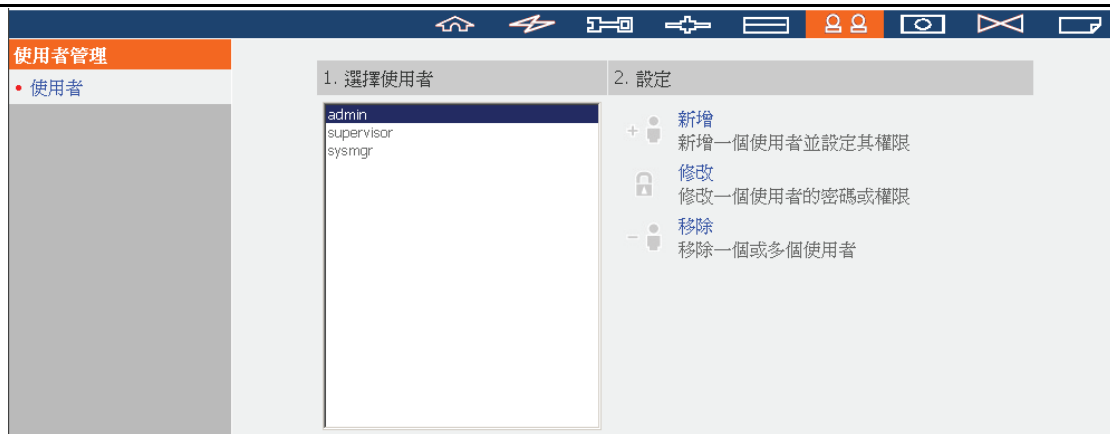 使用者管理
使用者
1. 選擇使用者
admin
supervisor
sysmgr
2. 設定
新增
新增一個使用者並設定其權限
修改
修改一個使用者的密碼或權限
移除
移除一個或多個使用者